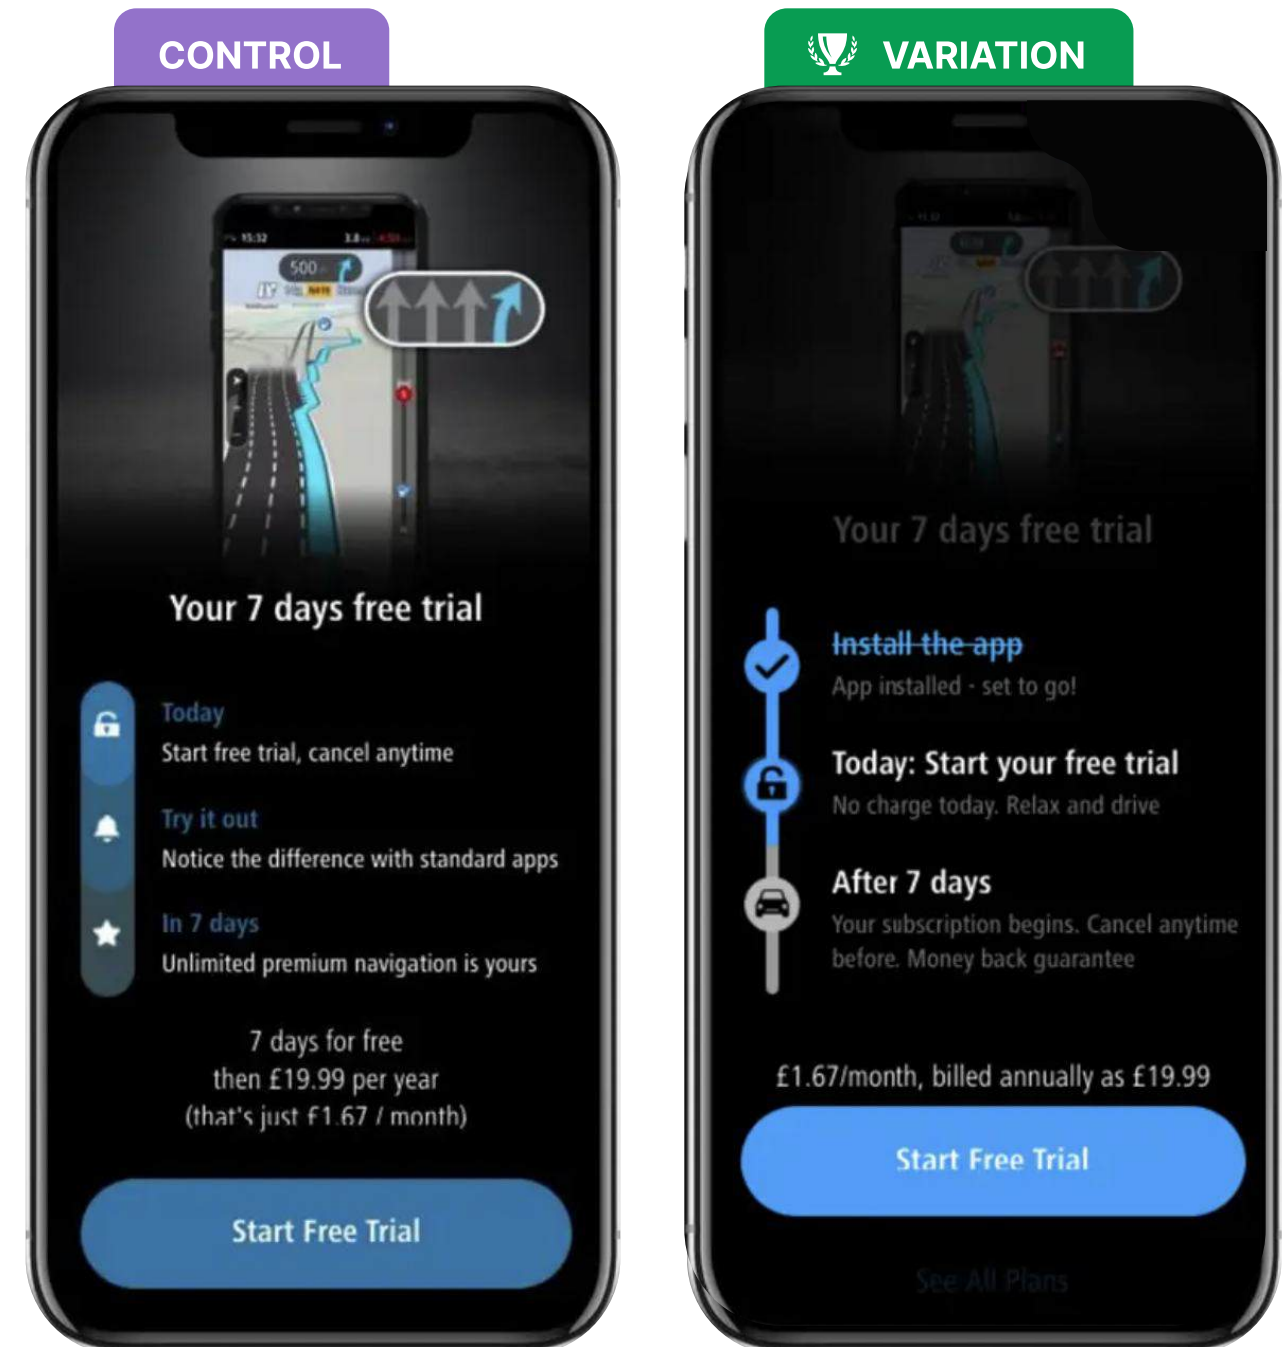 CONTROL
15:32
500
Your 7 days free trial
Today
Start free trial, cancel anytime
Try it out
Notice the difference with standard apps
In 7 days
Unlimited premium navigation is yours
7 days for free
then £19.99 per year
(that's just £1.67 / month)
Start Free Trial
VARIATION
Your 7 days free trial
Install the app
App installed - set to go!
Today: Start your free trial
No charge today. Relax and drive
After 7 days
Your subscription begins. Cancel anytime
before. Money back guarantee
£1.67/month, billed annually as £19.99
Start Free Trial
See All Plans